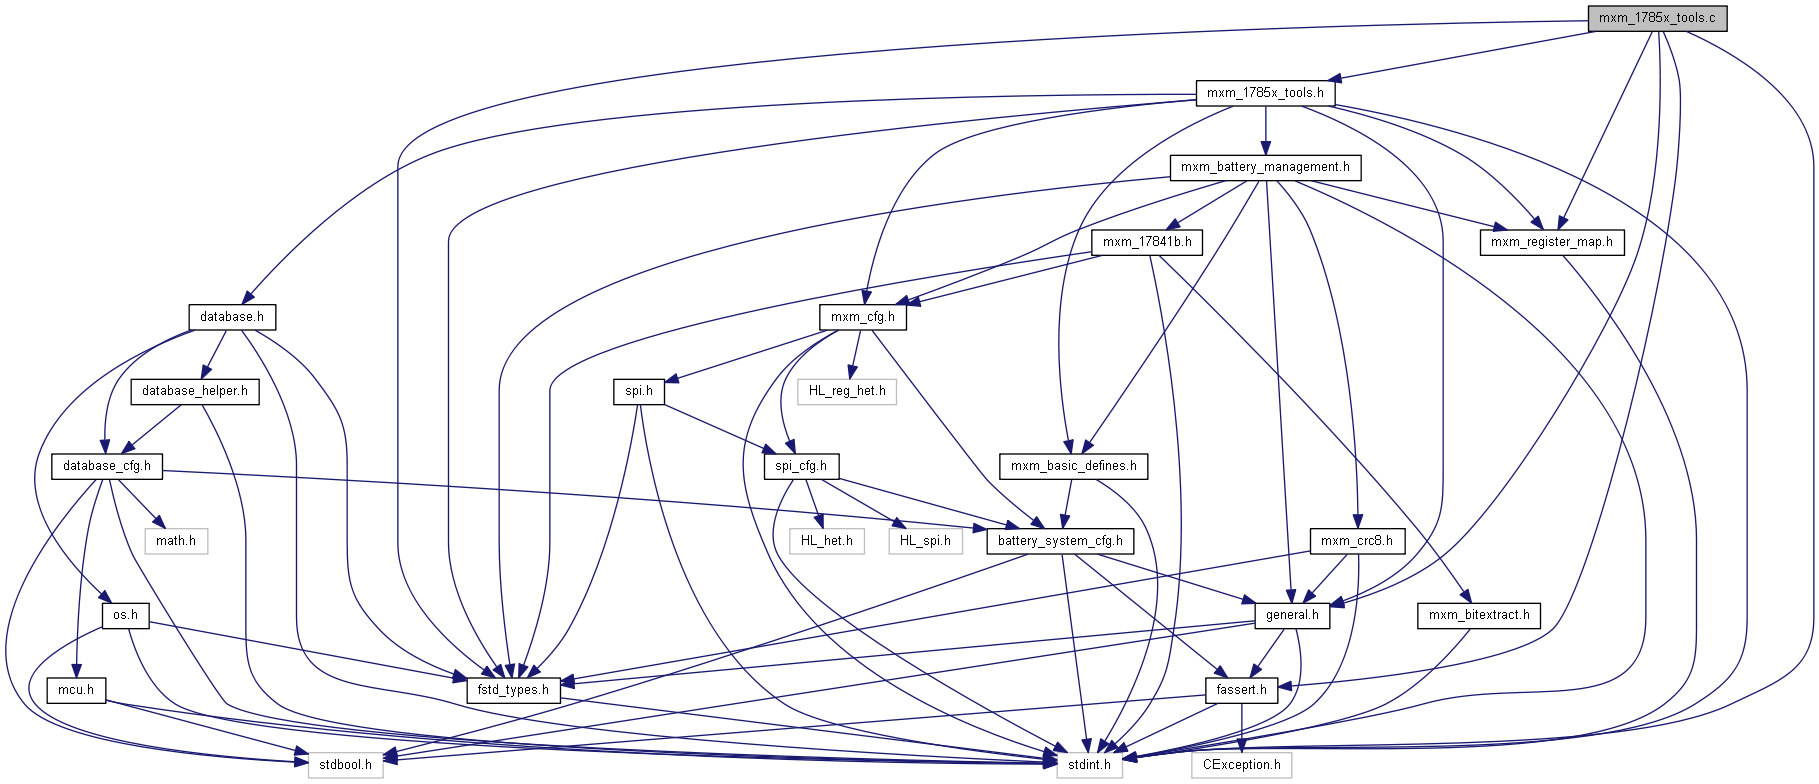 mxm_1785x_tools.c
mxm_1785x_tools.h
mxm_battery_management.h
mxm_17841b.h
mxm_register_map.h
database.h
mxm_cfg.h
database_helper.h
spi.h
HL_reg_het.h
database_cfg.h
spi_cfg.h
mxm_basic_defines.h
math.h
HL_het.h
HL_spi.h
battery_system_cfg.h
mxm_crc8.h
os.h
general.h
mxm_bitextract.h
mcu.h
fstd_types.h
fassert.h
stdbool.h
stdint.h
CException.h